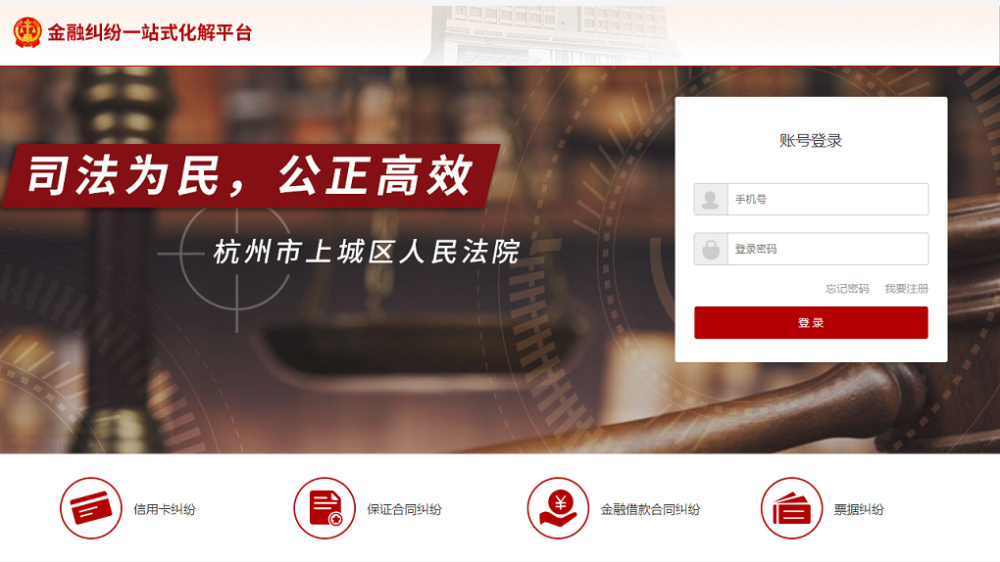 金融纠纷一站式化解平台
司法为民，公正高效
杭州市上城区人民法院
账号登录
手机号
登录密码
忘记密码 我要注册
登录
信用卡纠纷
保证合同纠纷
金融借款合同纠纷
票据纠纷